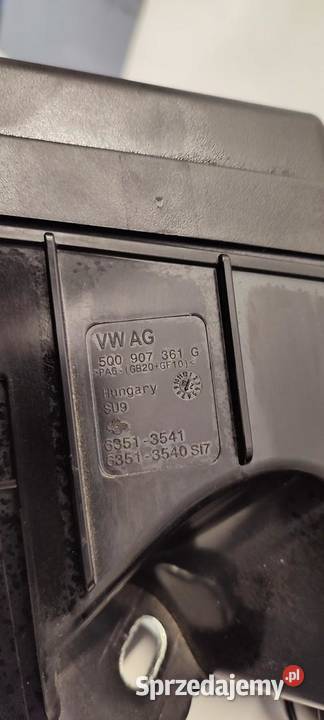 VW AG
5Q0 907 361 G
>PA6-(GB20+GF10)<
Hungary
SU9
6351-3541
6351-3540 SI7
Sprzedajemy.pl